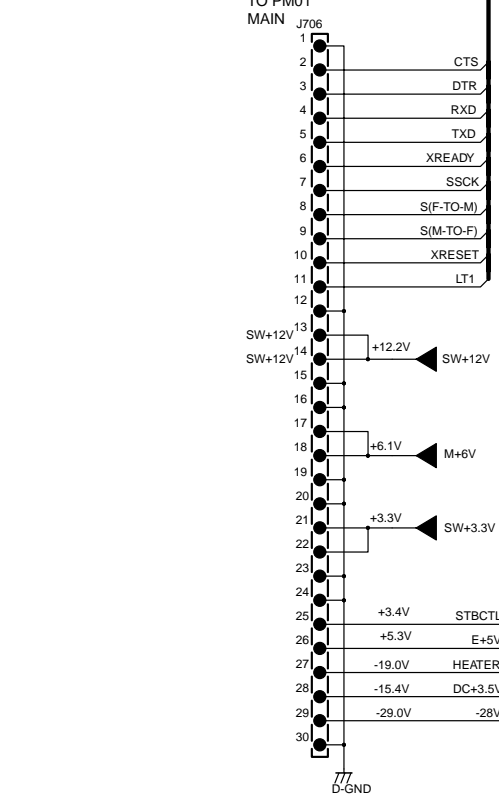 TO PM01
MAIN J706
1
2 CTS
3 DTR
4 RXD
5 TXD
6 XREADY
7 SSCK
8 S(F-TO-M)
9 S(M-TO-F)
10 XRESET
11 LT1
12
SW+12V 13
SW+12V 14 +12.2V SW+12V
15
16
17
18 +6.1V M+6V
19
20
21 +3.3V SW+3.3V
22
23
24
25 +3.4V STBCTL
26 +5.3V E+5V
27 -19.0V HEATER
28 -15.4V DC+3.5V
29 -29.0V -28V
30
D-GND